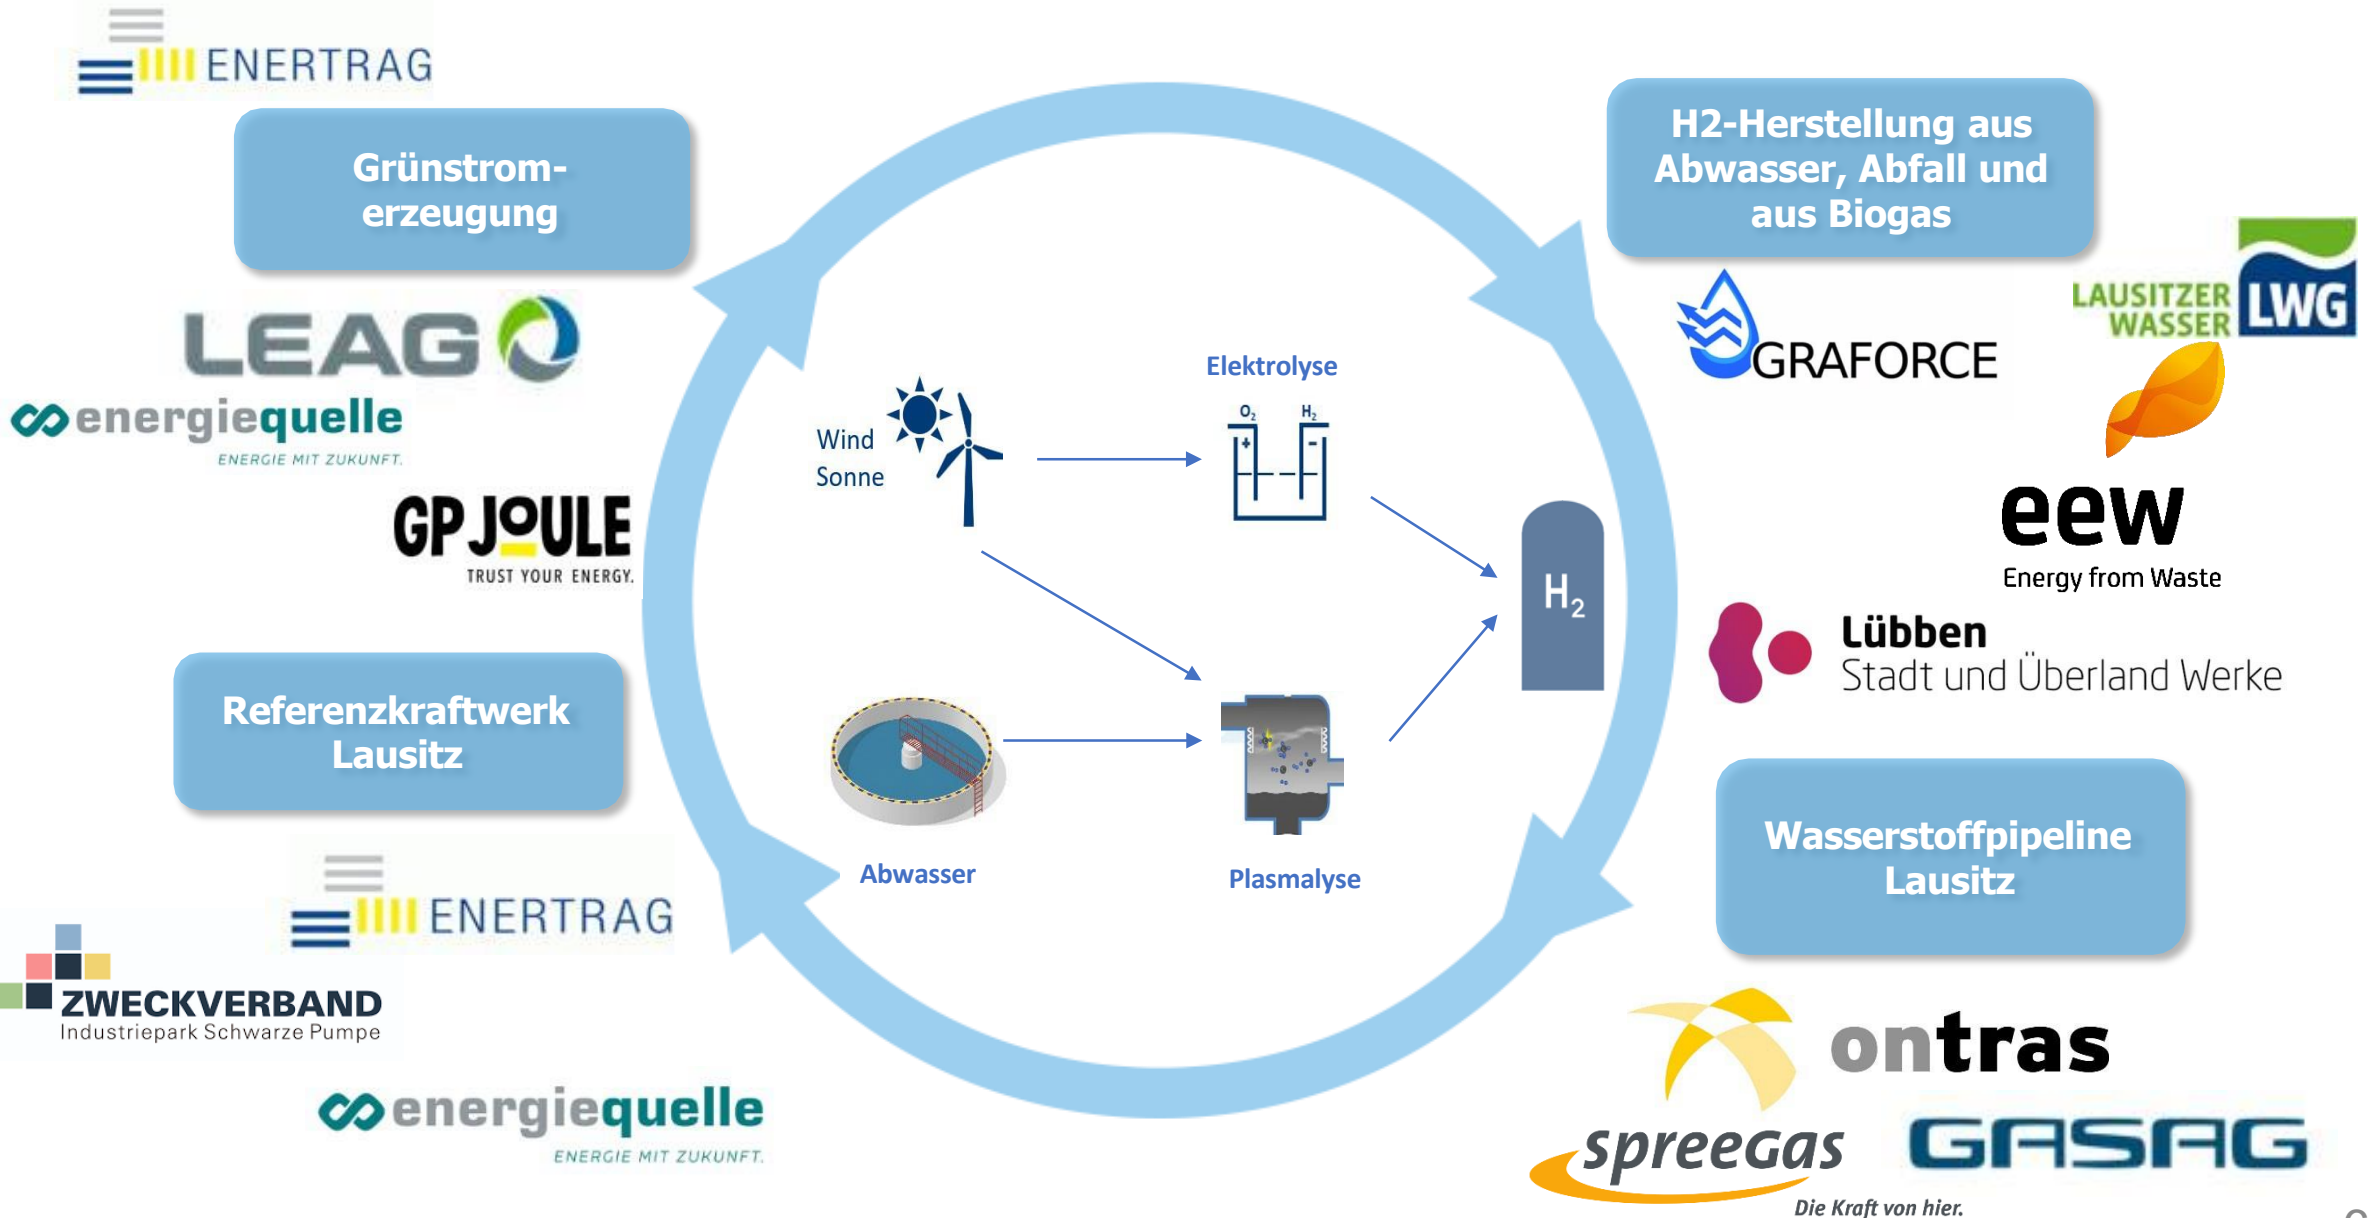 ENERTRAG
Grünstrom-
erzeugung
LEAG
energiequelle
ENERGIE MIT ZUKUNFT.
GP JOULE
TRUST YOUR ENERGY.
Referenzkraftwerk
Lausitz
ENERTRAG
ZWECKVERBAND
Industriepark Schwarze Pumpe
energiequelle
ENERGIE MIT ZUKUNFT.
Wind
Sonne
Elektrolyse
O₂ H₂
+ -
H₂
Abwasser
Plasmalyse
H2-Herstellung aus
Abwasser, Abfall und
aus Biogas
GRAFORCE
LAUSITZER
WASSER
LWG
eew
Energy from Waste
Lübben
Stadt und Überland Werke
Wasserstoffpipeline
Lausitz
ontras
spreeGas
Die Kraft von hier.
GASAG